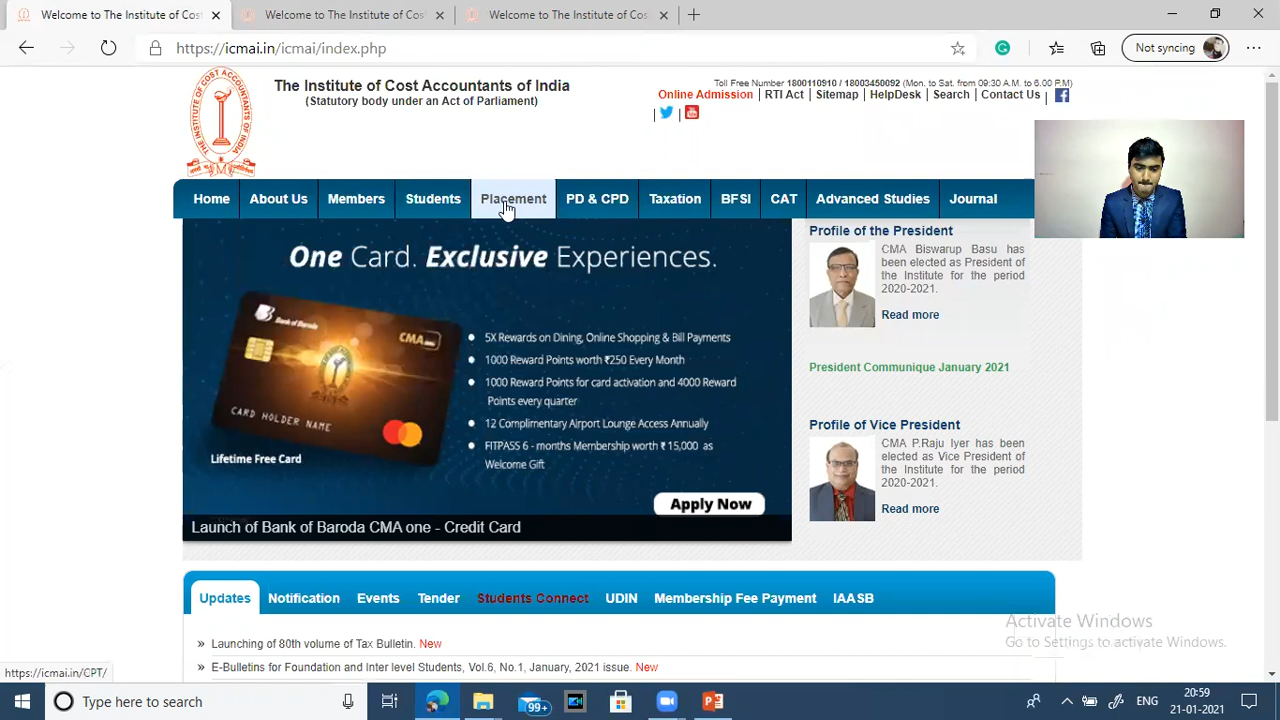 Welcome to The Institute of Cost
Welcome to The Institute of Cost
Welcome to The Institute of Cost
https://icmai.in/icmai/index.php
Not syncing
The Institute of Cost Accountants of India
(Statutory body under an Act of Parliament)
Toll Free Number 1800110910 / 18003450092 (Mon. to Sat. from 09:30 A.M. to 6.00 P.M)
Online Admission | RTI Act | Sitemap | HelpDesk | Search | Contact Us |
Home About Us Members Students Placement PD & CPD Taxation BFSI CAT Advanced Studies Journal
One Card. Exclusive Experiences.
Bank of Baroda
CMA
CARD HOLDER NAME
Lifetime Free Card
5X Rewards on Dining, Online Shopping & Bill Payments
1000 Reward Points worth ₹250 Every Month
1000 Reward Points for card activation and 4000 Reward
Points every quarter
12 Complimentary Airport Lounge Access Annually
FITPASS 6 - months Membership worth ₹ 15,000 as
Welcome Gift
Apply Now
Launch of Bank of Baroda CMA one - Credit Card
Profile of the President
CMA Biswarup Basu has
been elected as President of
the Institute for the period
2020-2021.
Read more
President Communique January 2021
Profile of Vice President
CMA P.Raju Iyer has been
elected as Vice President of
the Institute for the period
2020-2021.
Read more
Updates Notification Events Tender Students Connect UDIN Membership Fee Payment IAASB
» Launching of 80th volume of Tax Bulletin. New
» E-Bulletins for Foundation and Inter level Students, Vol.6, No.1, January, 2021 issue. New
Activate Windows
Go to Settings to activate Windows.
https://icmai.in/CPT/
Type here to search
99+
ENG
20:59
21-01-2021